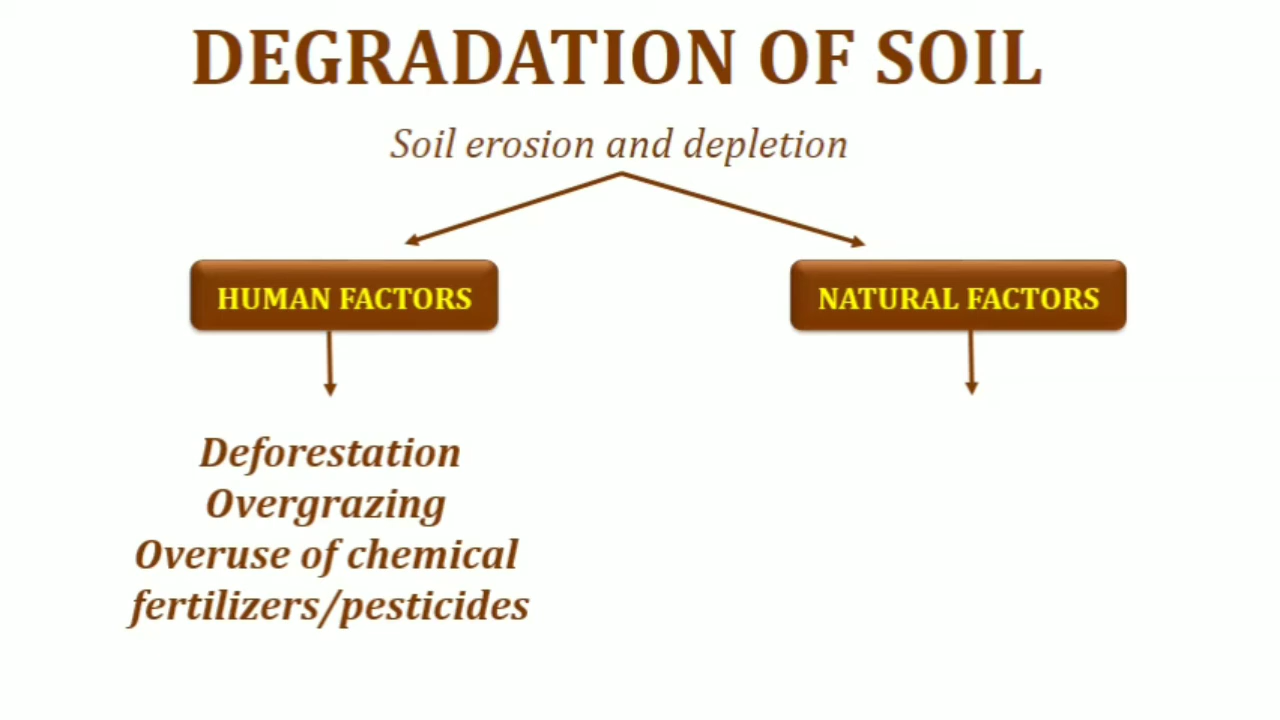 DEGRADATION OF SOIL
Soil erosion and depletion
HUMAN FACTORS
NATURAL FACTORS
Deforestation
Overgrazing
Overuse of chemical
fertilizers/pesticides